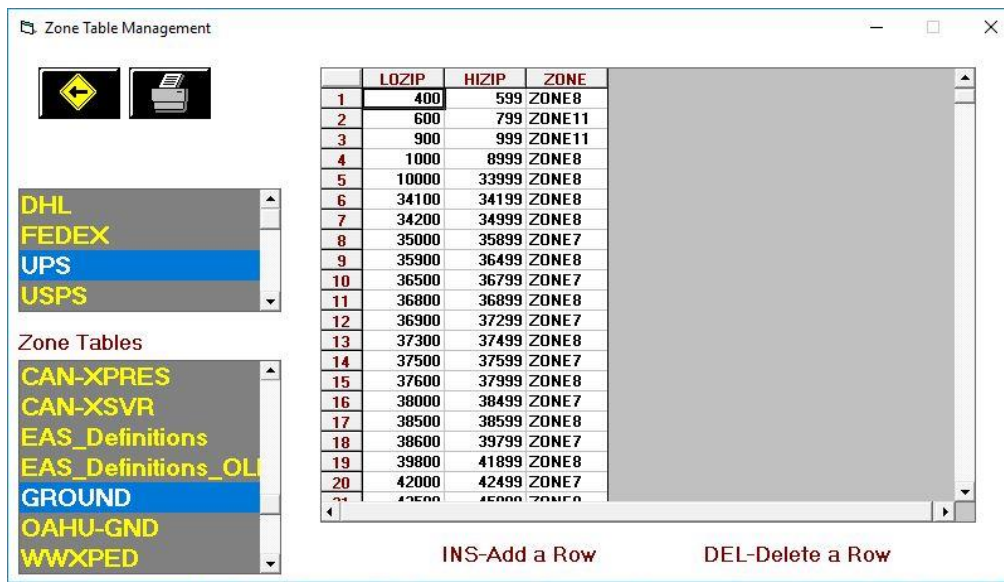 Zone Table Management
LOZIP HIZIP ZONE
1 400 599 ZONE8
2 600 799 ZONE11
3 900 999 ZONE11
4 1000 8999 ZONE8
5 10000 33999 ZONE8
6 34100 34199 ZONE8
7 34200 34999 ZONE8
8 35000 35899 ZONE7
9 35900 36499 ZONE8
10 36500 36799 ZONE7
11 36800 36899 ZONE8
12 36900 37299 ZONE7
13 37300 37499 ZONE8
14 37500 37599 ZONE7
15 37600 37999 ZONE8
16 38000 38499 ZONE7
17 38500 38599 ZONE8
18 38600 39799 ZONE7
19 39800 41899 ZONE8
20 42000 42499 ZONE7
DHL
FEDEX
UPS
USPS
Zone Tables
CAN-XPRES
CAN-XSVR
EAS_Definitions
EAS_Definitions_OL
GROUND
OAHU-GND
WWXPED
INS-Add a Row DEL-Delete a Row